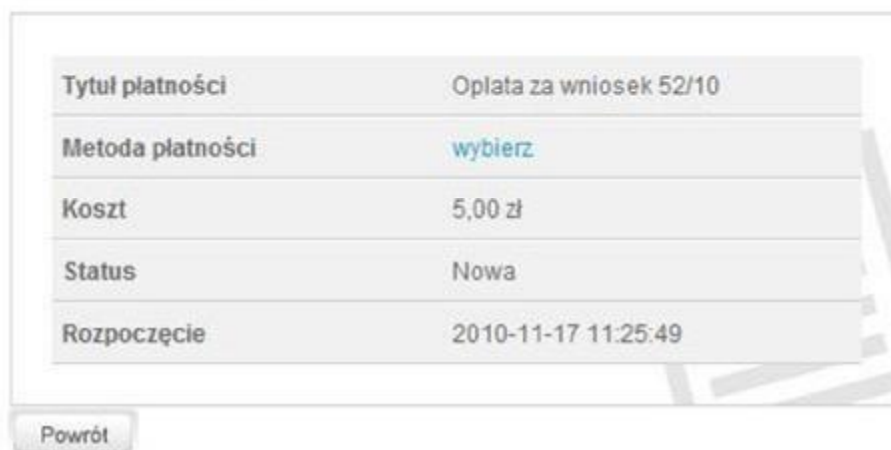 Tytuł płatności Oplata za wniosek 52/10
Metoda płatności wybierz
Koszt 5,00 zł
Status Nowa
Rozpoczęcie 2010-11-17 11:25:49
Powrót